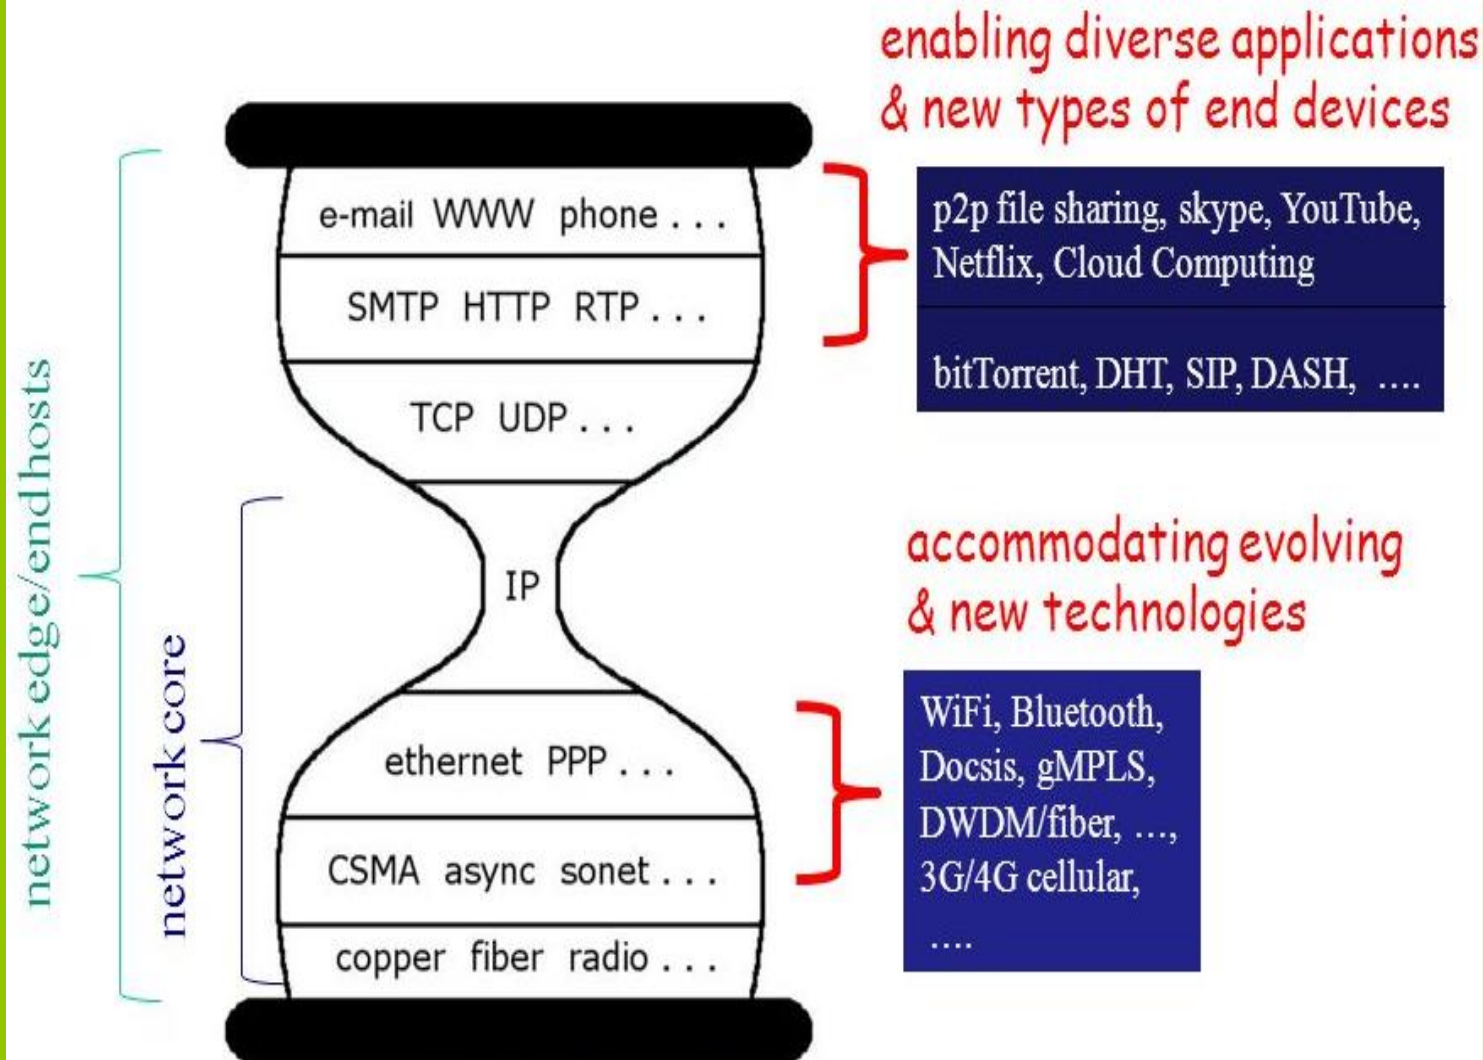 enabling diverse applications
& new types of end devices
e-mail WWW phone . . .
SMTP HTTP RTP . . .
TCP UDP . . .
IP
ethernet PPP . . .
CSMA async sonet . . .
copper fiber radio . . .
p2p file sharing, skype, YouTube,
Netflix, Cloud Computing
bitTorrent, DHT, SIP, DASH, ....
accommodating evolving
& new technologies
WiFi, Bluetooth,
Docsis, gMPLS,
DWDM/fiber, ...,
3G/4G cellular,
....
network edge/end hosts
network core